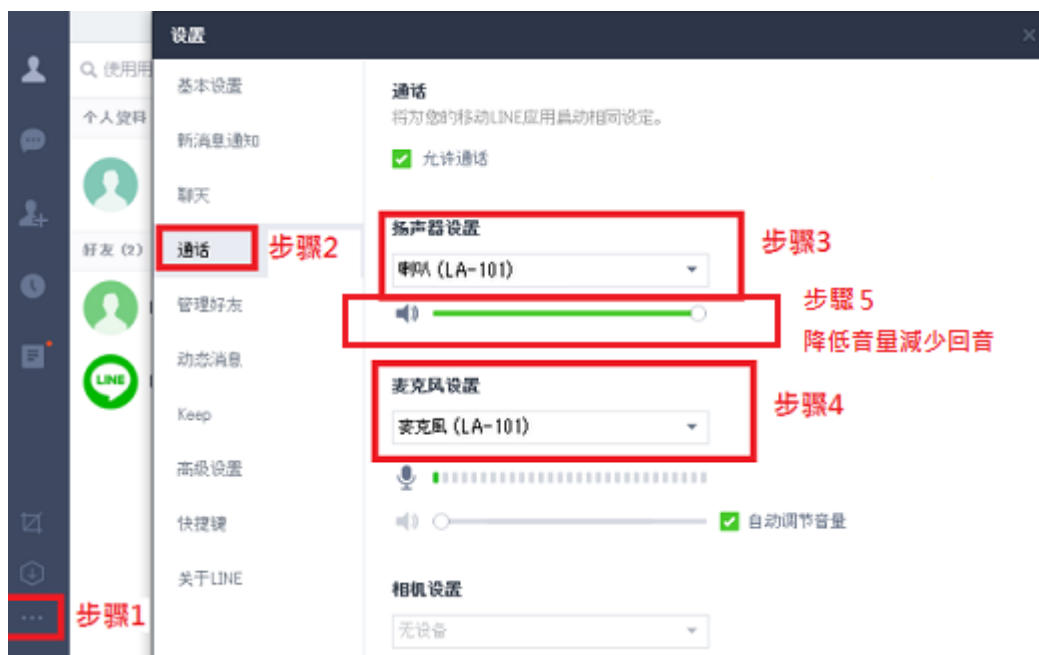 设置
使用用
个人资料
好友 (2)
LINE
步骤1
基本设置
新消息通知
聊天
通话
步骤2
管理好友
动态消息
Keep
高级设置
快捷键
关于LINE
通话
将为您的移动LINE应用启动相同设定。
允许通话
扬声器设置
喇叭 (LA-101)
步骤3
步驟 5
降低音量減少回音
麦克风设置
麥克風 (LA-101)
步骤4
自动调节音量
相机设置
无设备